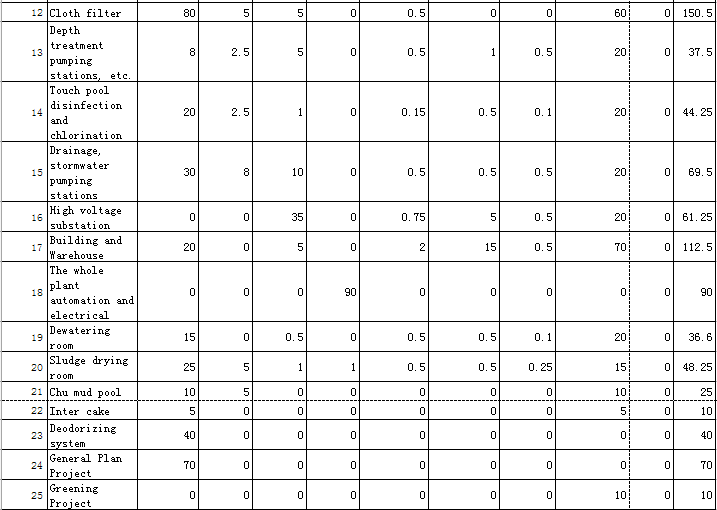 12 Cloth filter 80 5 5 0 0.5 0 0 60 0 150.5
Depth
treatment
13 8 2.5 5 0 0.5 1 0.5 20 0 37.5
pumping
stations, etc.
Touch pool
disinfection
14 20 2.5 1 0 0.15 0.5 0.1 20 0 44.25
and
chlorination
Drainage,
stormwater
15 30 8 10 0 0.5 0.5 0.5 20 0 69.5
pumping
stations
High voltage
16 0 0 35 0 0.75 5 0.5 20 0 61.25
substation
Building and
17 20 0 5 0 2 15 0.5 70 0 112.5
Warehouse
The whole
plant
18 0 0 0 90 0 0 0 0 0 90
automation and
electrical
Dewatering
19 15 0 0.5 0 0.5 0.5 0.1 20 0 36.6
room
Sludge drying
20 25 5 1 1 0.5 0.5 0.25 15 0 48.25
room
21 Chu mud pool 10 5 0 0 0 0 0 10 0 25
22 Inter cake 5 0 0 0 0 0 0 5 0 10
Deodorizing
23 40 0 0 0 0 0 0 0 0 40
system
General Plan
24 70 0 0 0 0 0 0 0 0 70
Project
Greening
25 0 0 0 0 0 0 0 10 0 10
Project